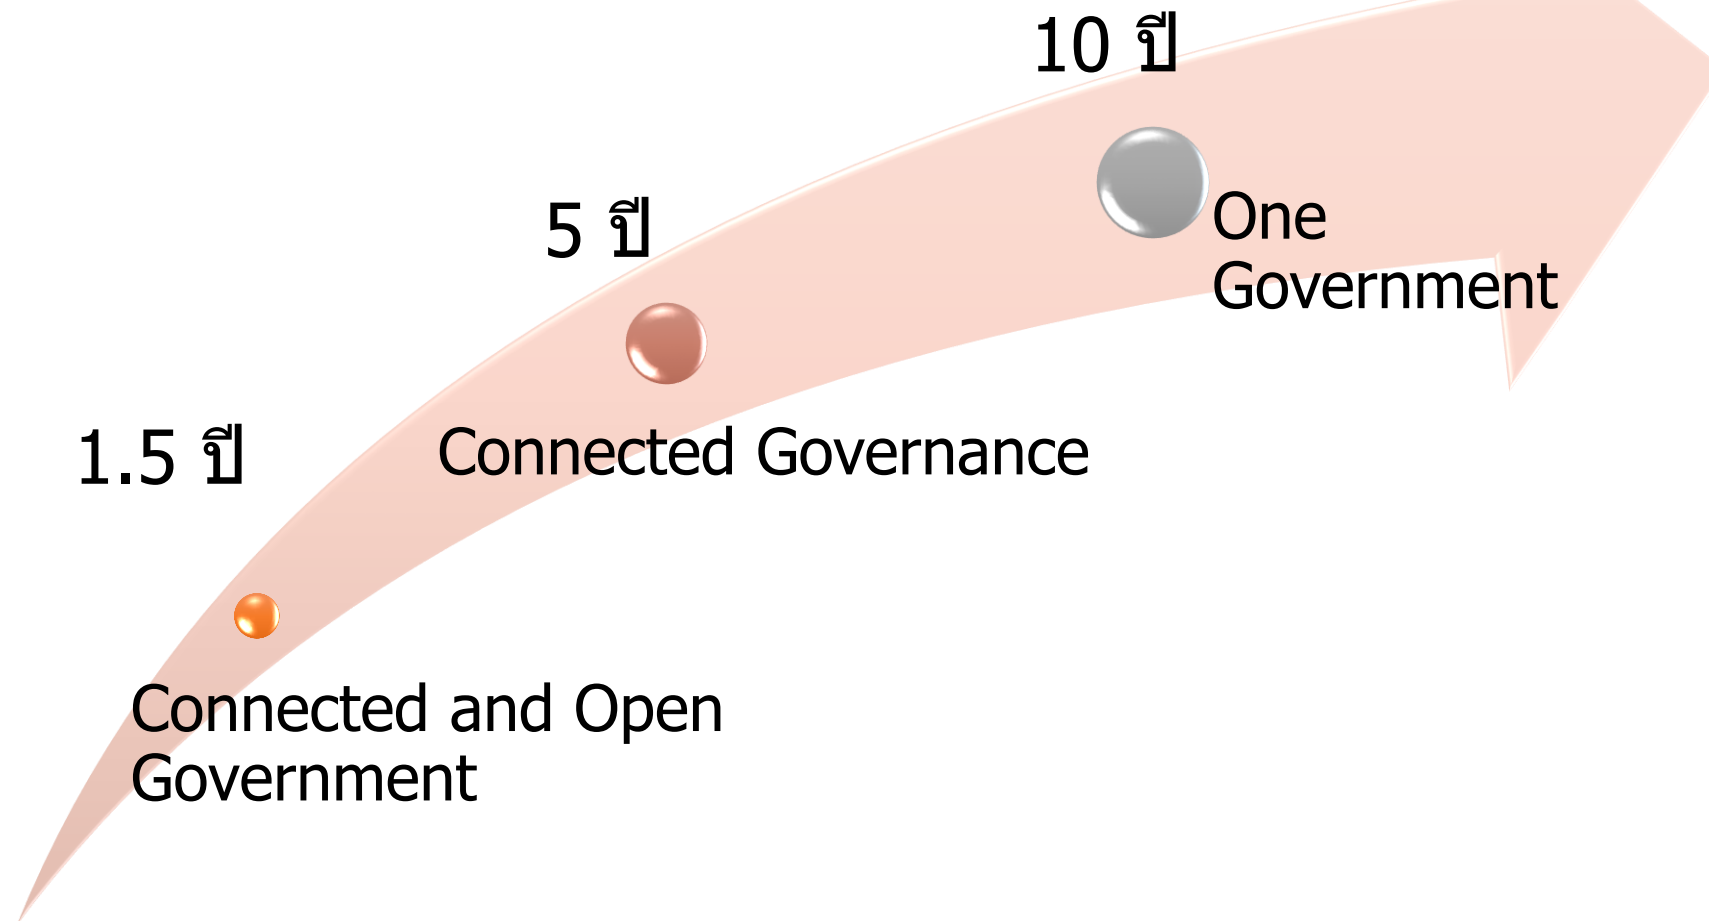 10 ปี
One
Government
5 ปี
Connected Governance
1.5 ปี
Connected and Open
Government